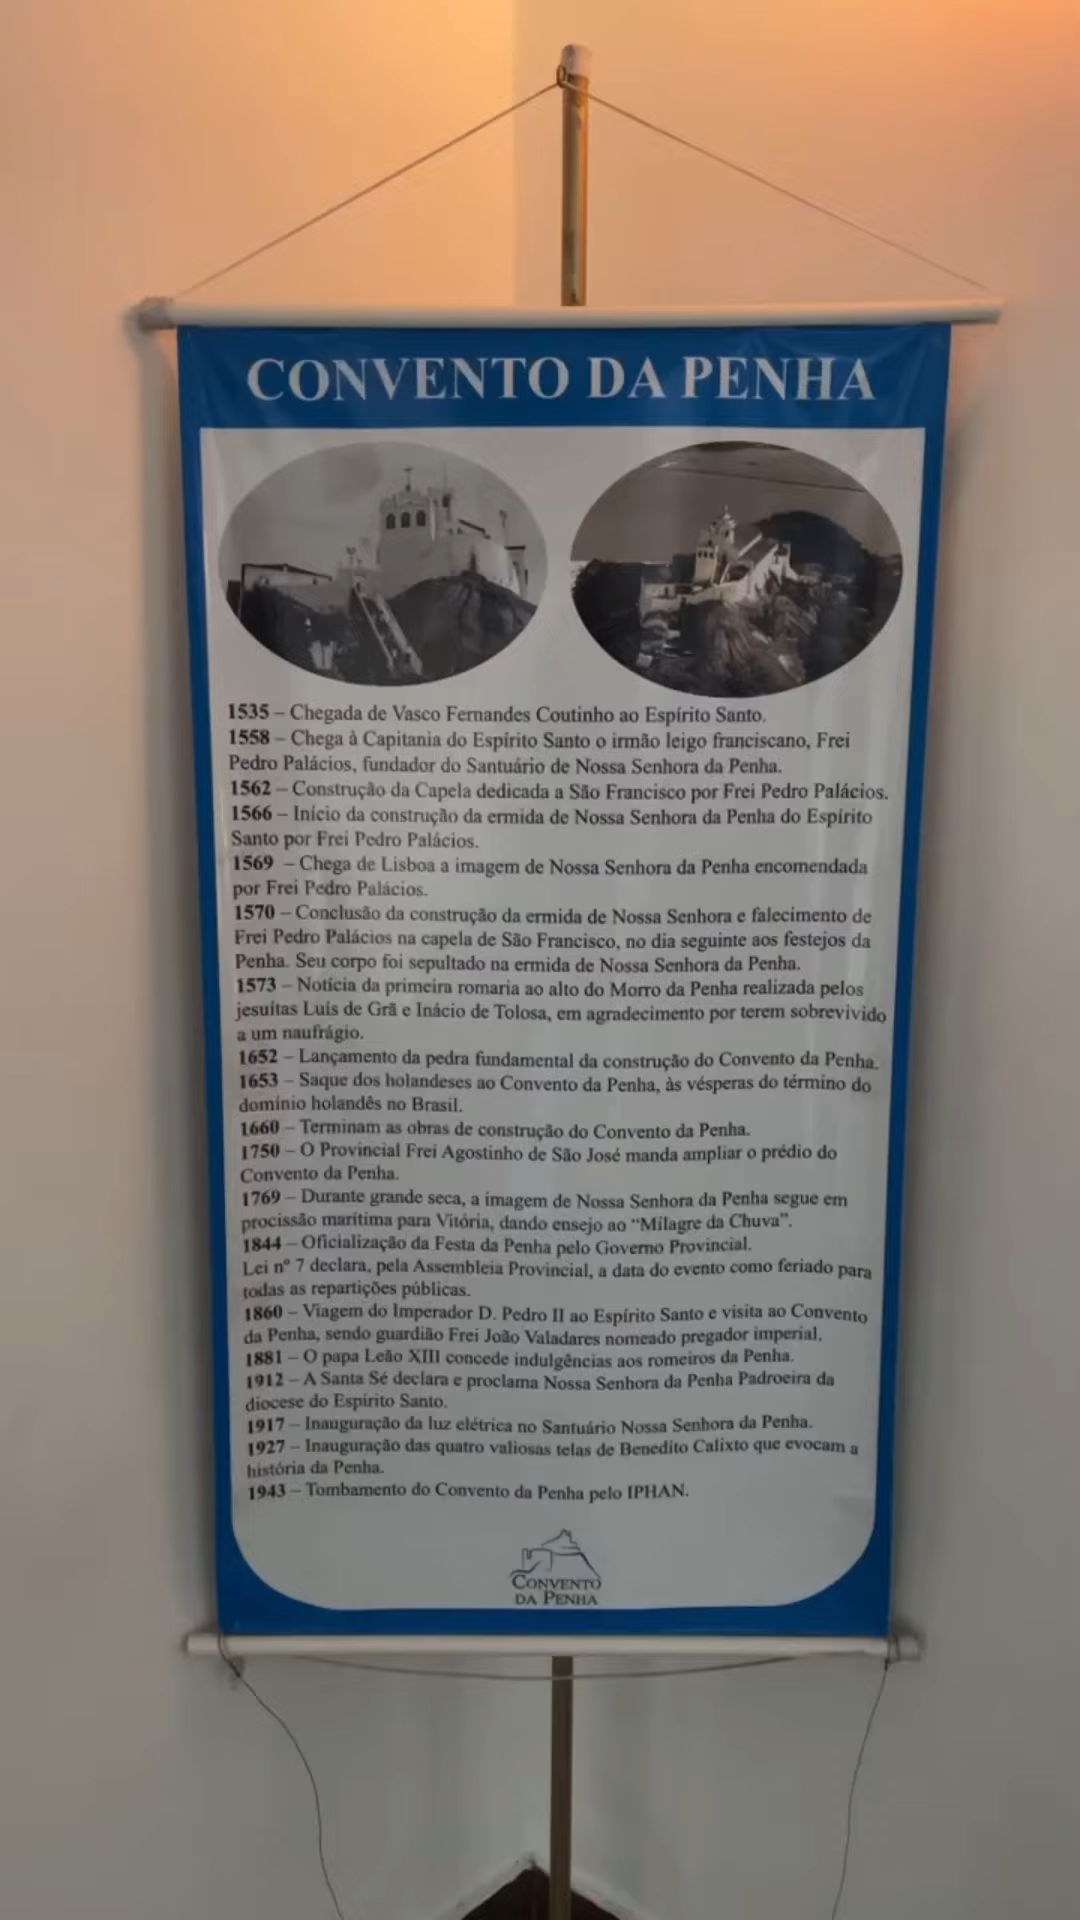 CONVENTO DA PENHA
1535 – Chegada de Vasco Fernandes Coutinho ao Espírito Santo.
1558 – Chega à Capitania do Espírito Santo o irmão leigo franciscano, Frei
Pedro Palácios, fundador do Santuário de Nossa Senhora da Penha.
1562 – Construção da Capela dedicada a São Francisco por Frei Pedro Palácios.
1566 – Início da construção da ermida de Nossa Senhora da Penha do Espírito
Santo por Frei Pedro Palácios.
1569 – Chega de Lisboa a imagem de Nossa Senhora da Penha encomendada
por Frei Pedro Palácios.
1570 – Conclusão da construção da ermida de Nossa Senhora e falecimento de
Frei Pedro Palácios na capela de São Francisco, no dia seguinte aos festejos da
Penha. Seu corpo foi sepultado na ermida de Nossa Senhora da Penha.
1573 – Notícia da primeira romaria ao alto do Morro da Penha realizada pelos
jesuítas Luís de Grã e Inácio de Tolosa, em agradecimento por terem sobrevivido
a um naufrágio.
1652 – Lançamento da pedra fundamental da construção do Convento da Penha.
1653 – Saque dos holandeses ao Convento da Penha, às vésperas do término do
domínio holandês no Brasil.
1660 – Terminam as obras de construção do Convento da Penha.
1750 – O Provincial Frei Agostinho de São José manda ampliar o prédio do
Convento da Penha.
1769 – Durante grande seca, a imagem de Nossa Senhora da Penha segue em
procissão marítima para Vitória, dando ensejo ao “Milagre da Chuva”.
1844 – Oficialização da Festa da Penha pelo Governo Provincial.
Lei nº 7 declara, pela Assembleia Provincial, a data do evento como feriado para
todas as repartições públicas.
1860 – Viagem do Imperador D. Pedro II ao Espírito Santo e visita ao Convento
da Penha, sendo guardião Frei João Valadares nomeado pregador imperial.
1881 – O papa Leão XIII concede indulgências aos romeiros da Penha.
1912 – A Santa Sé declara e proclama Nossa Senhora da Penha Padroeira da
diocese do Espírito Santo.
1917 – Inauguração da luz elétrica no Santuário Nossa Senhora da Penha.
1927 – Inauguração das quatro valiosas telas de Benedito Calixto que evocam a
história da Penha.
1943 – Tombamento do Convento da Penha pelo IPHAN.
CONVENTO
DA PENHA